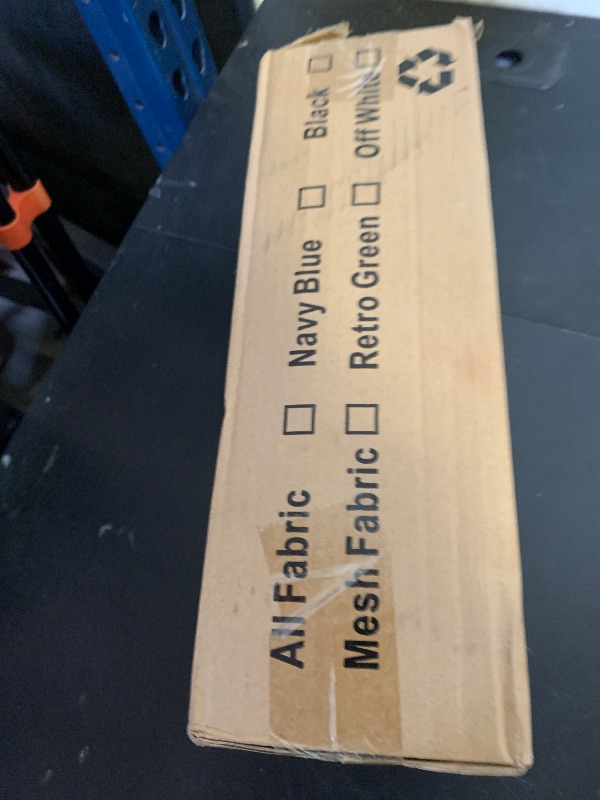 All Fabric ☐ Navy Blue ☐ Black ☐
Mesh Fabric ☐ Retro Green ☐ Off White ☐